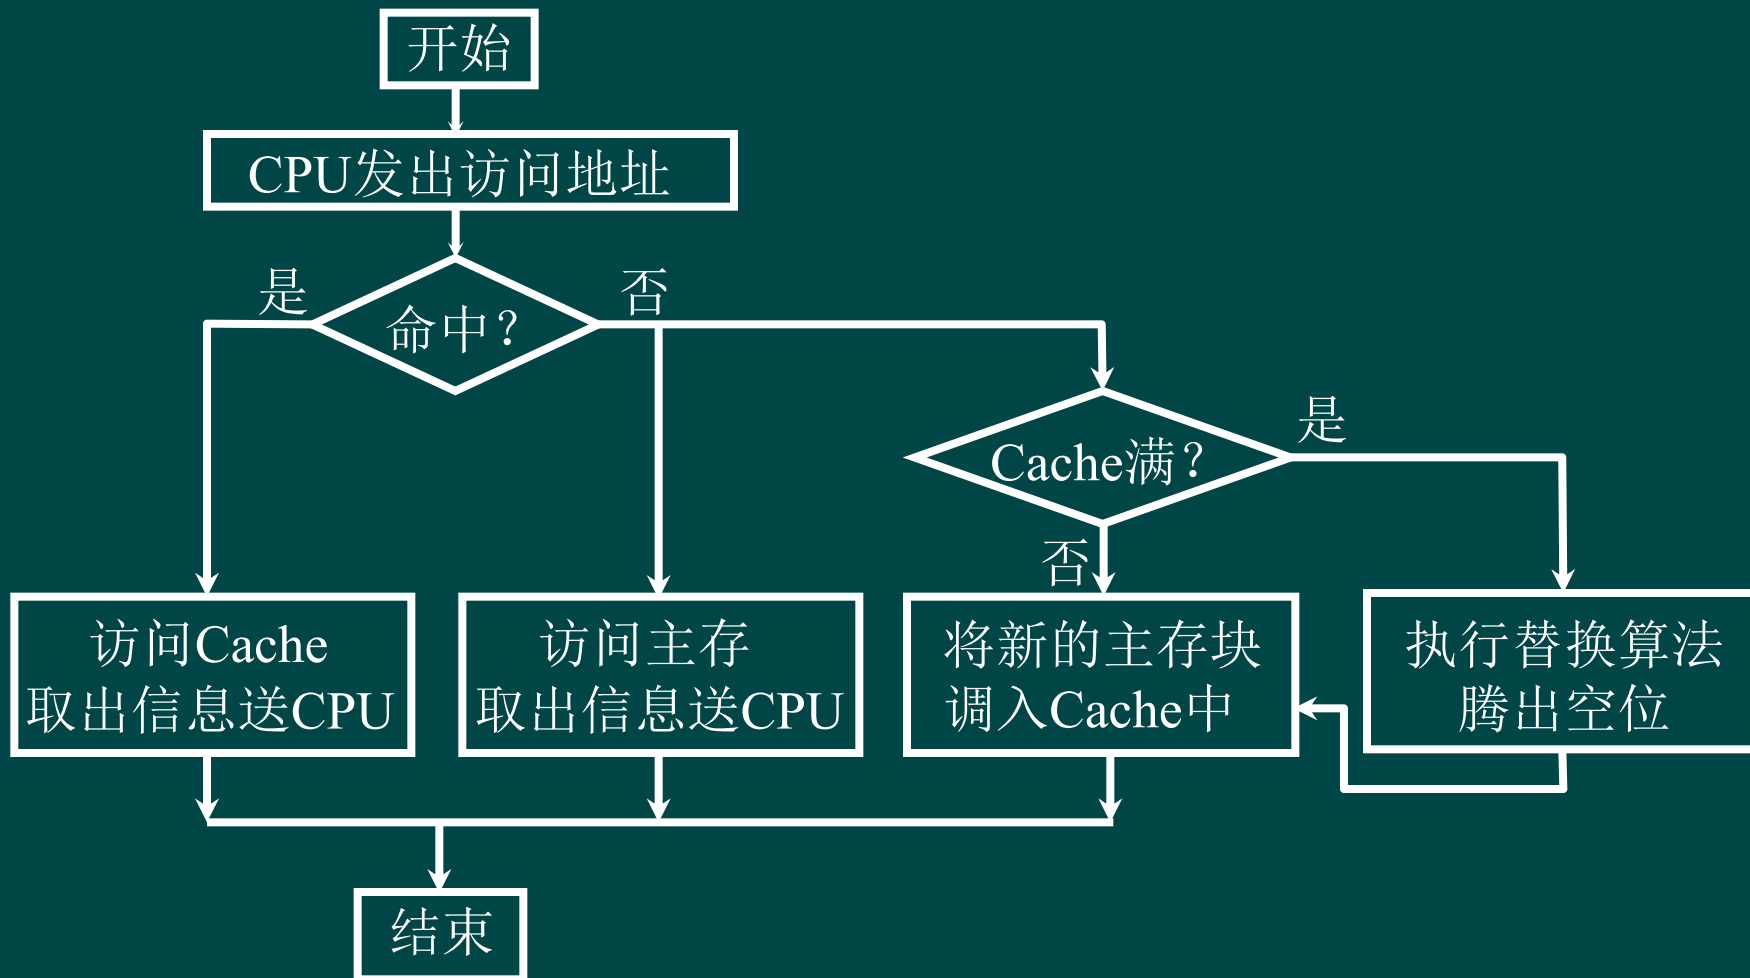 开始
CPU发出访问地址
是
否
命中？
是
Cache满？
否
访问Cache
取出信息送CPU
访问主存
取出信息送CPU
将新的主存块
调入Cache中
执行替换算法
腾出空位
结束